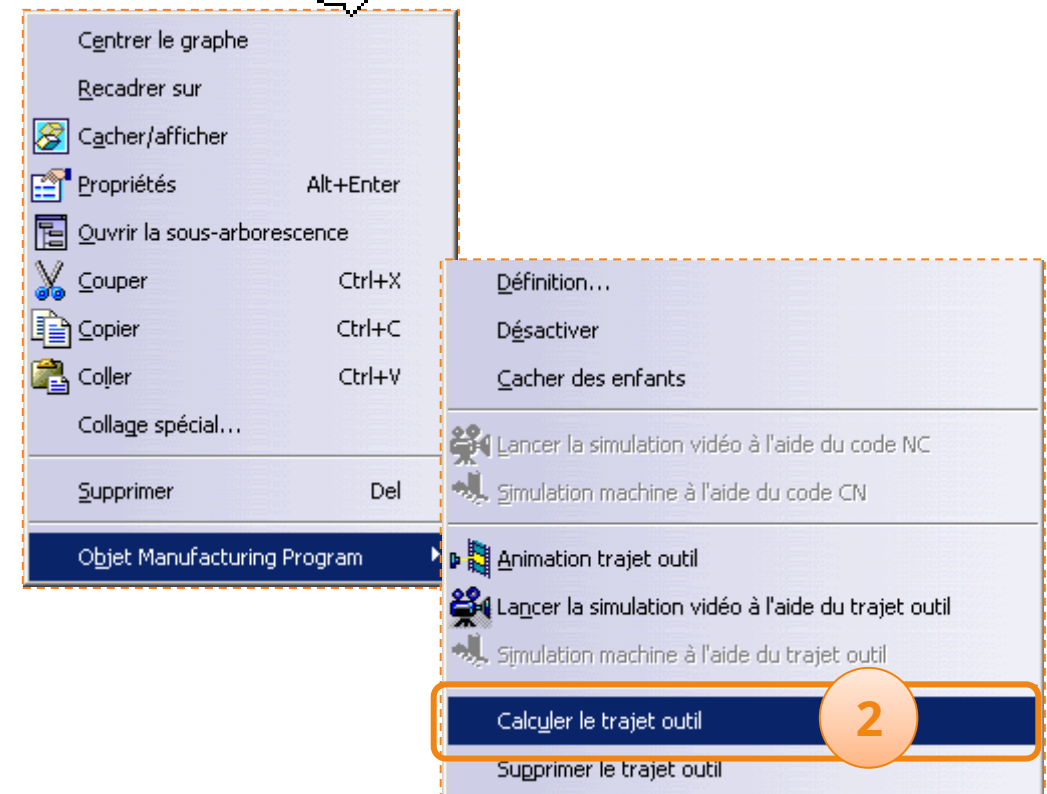 Centrer le graphe
Recadrer sur
Cacher/afficher
Propriétés Alt+Enter
Ouvrir la sous-arborescence
Couper Ctrl+X
Copier Ctrl+C
Coller Ctrl+V
Collage spécial...
Supprimer Del
Objet Manufacturing Program
Définition...
Désactiver
Cacher des enfants
Lancer la simulation vidéo à l'aide du code NC
Simulation machine à l'aide du code CN
Animation trajet outil
Lancer la simulation vidéo à l'aide du trajet outil
Simulation machine à l'aide du trajet outil
Calculer le trajet outil 2
Supprimer le trajet outil